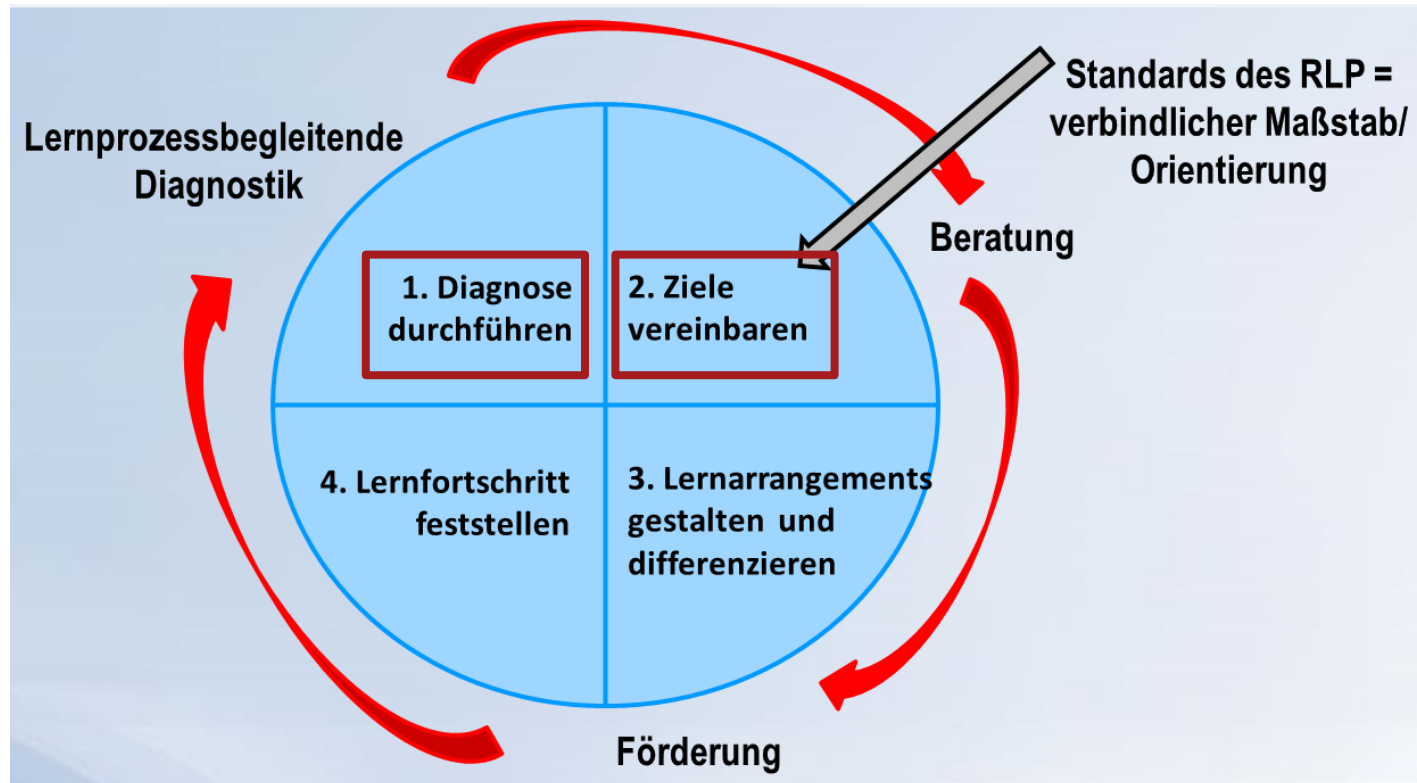 Standards des RLP =
verbindlicher Maßstab/
Orientierung
Lernprozessbegleitende
Diagnostik
Beratung
1. Diagnose
durchführen
2. Ziele
vereinbaren
4. Lernfortschritt
feststellen
3. Lernarrangements
gestalten und
differenzieren
Förderung